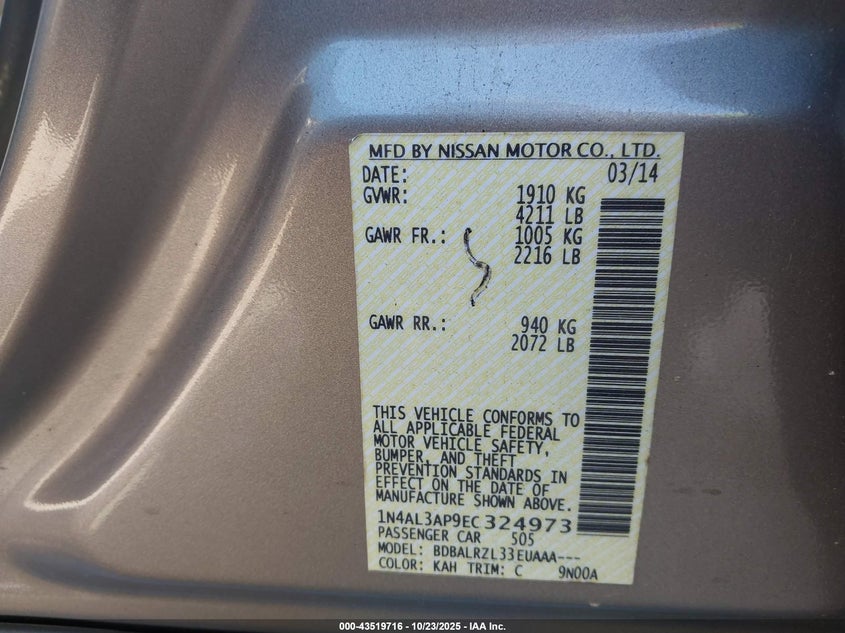 MFD BY NISSAN MOTOR CO., LTD.
DATE: 03/14
GVWR: 1910 KG
4211 LB
GAWR FR.: 1005 KG
2216 LB
GAWR RR.: 940 KG
2072 LB
THIS VEHICLE CONFORMS TO
ALL APPLICABLE FEDERAL
MOTOR VEHICLE SAFETY,
BUMPER, AND THEFT
PREVENTION STANDARDS IN
EFFECT ON THE DATE OF
MANUFACTURE SHOWN ABOVE.
1N4AL3AP9EC324973
PASSENGER CAR 505
MODEL: BDBALRZL33EUAAA---
COLOR: KAH TRIM: C 9N00A
000-43519716 - 10/23/2025 - IAA Inc.